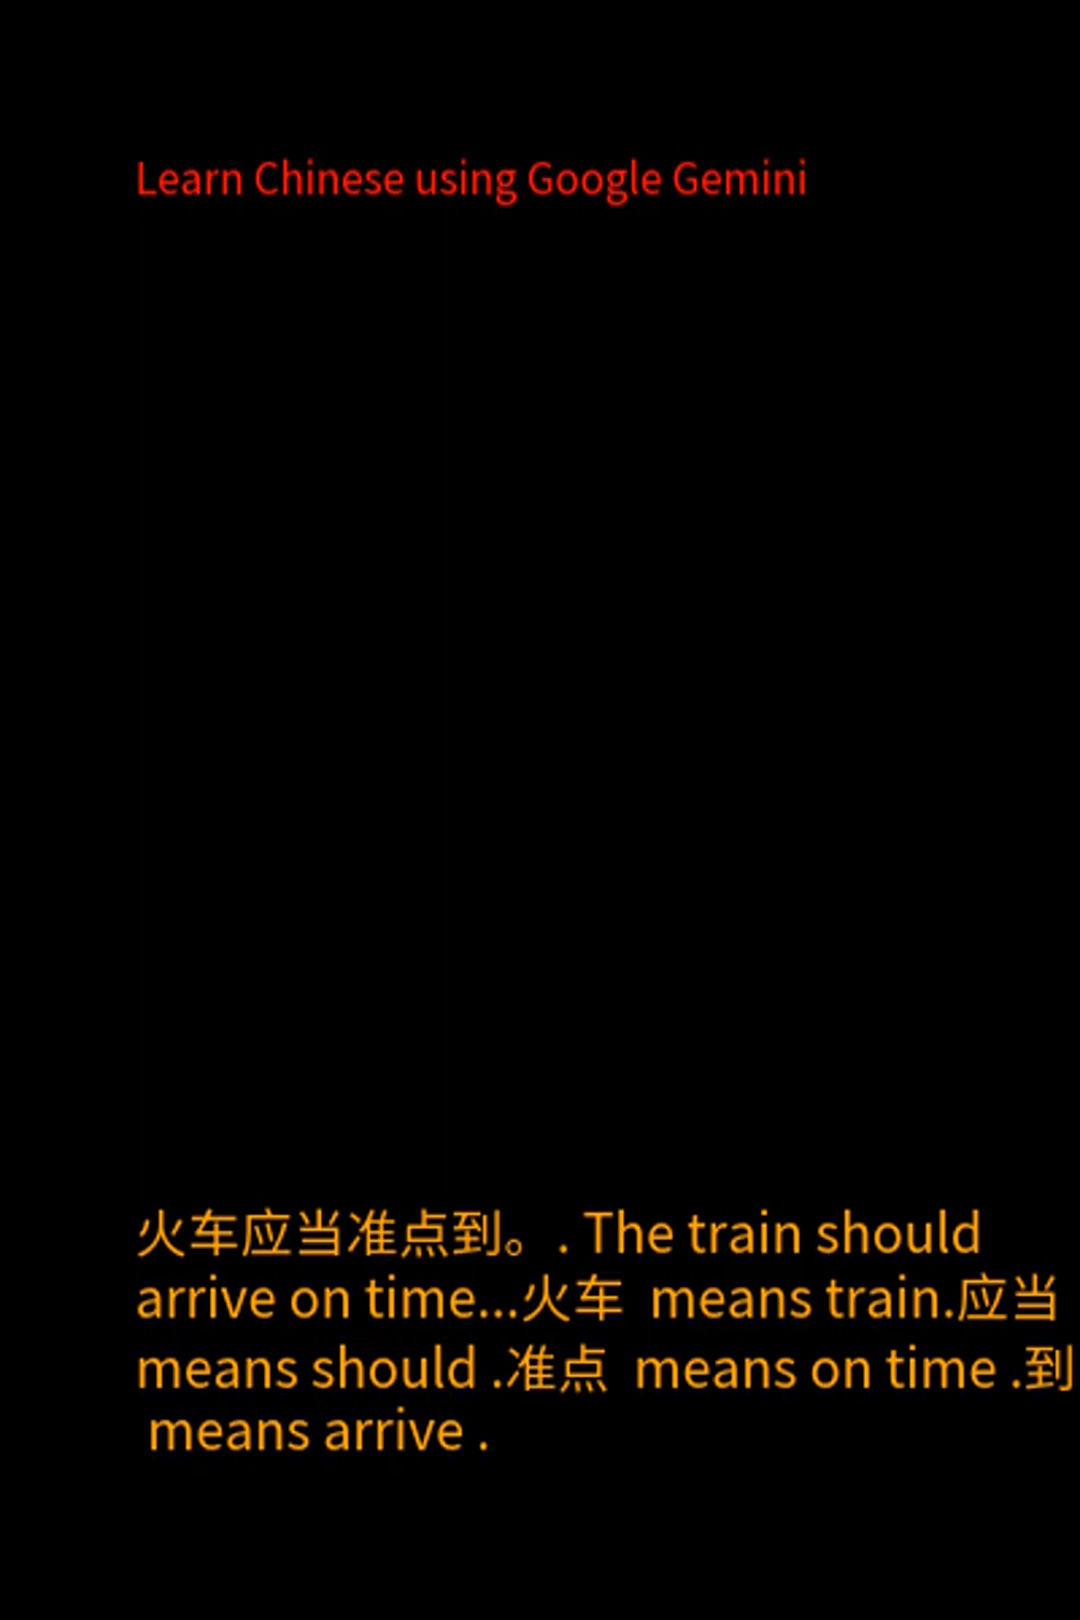 Learn Chinese using Google Gemini
火车应当准点到。. The train should
arrive on time...火车 means train.应当
means should .准点 means on time .到
means arrive .